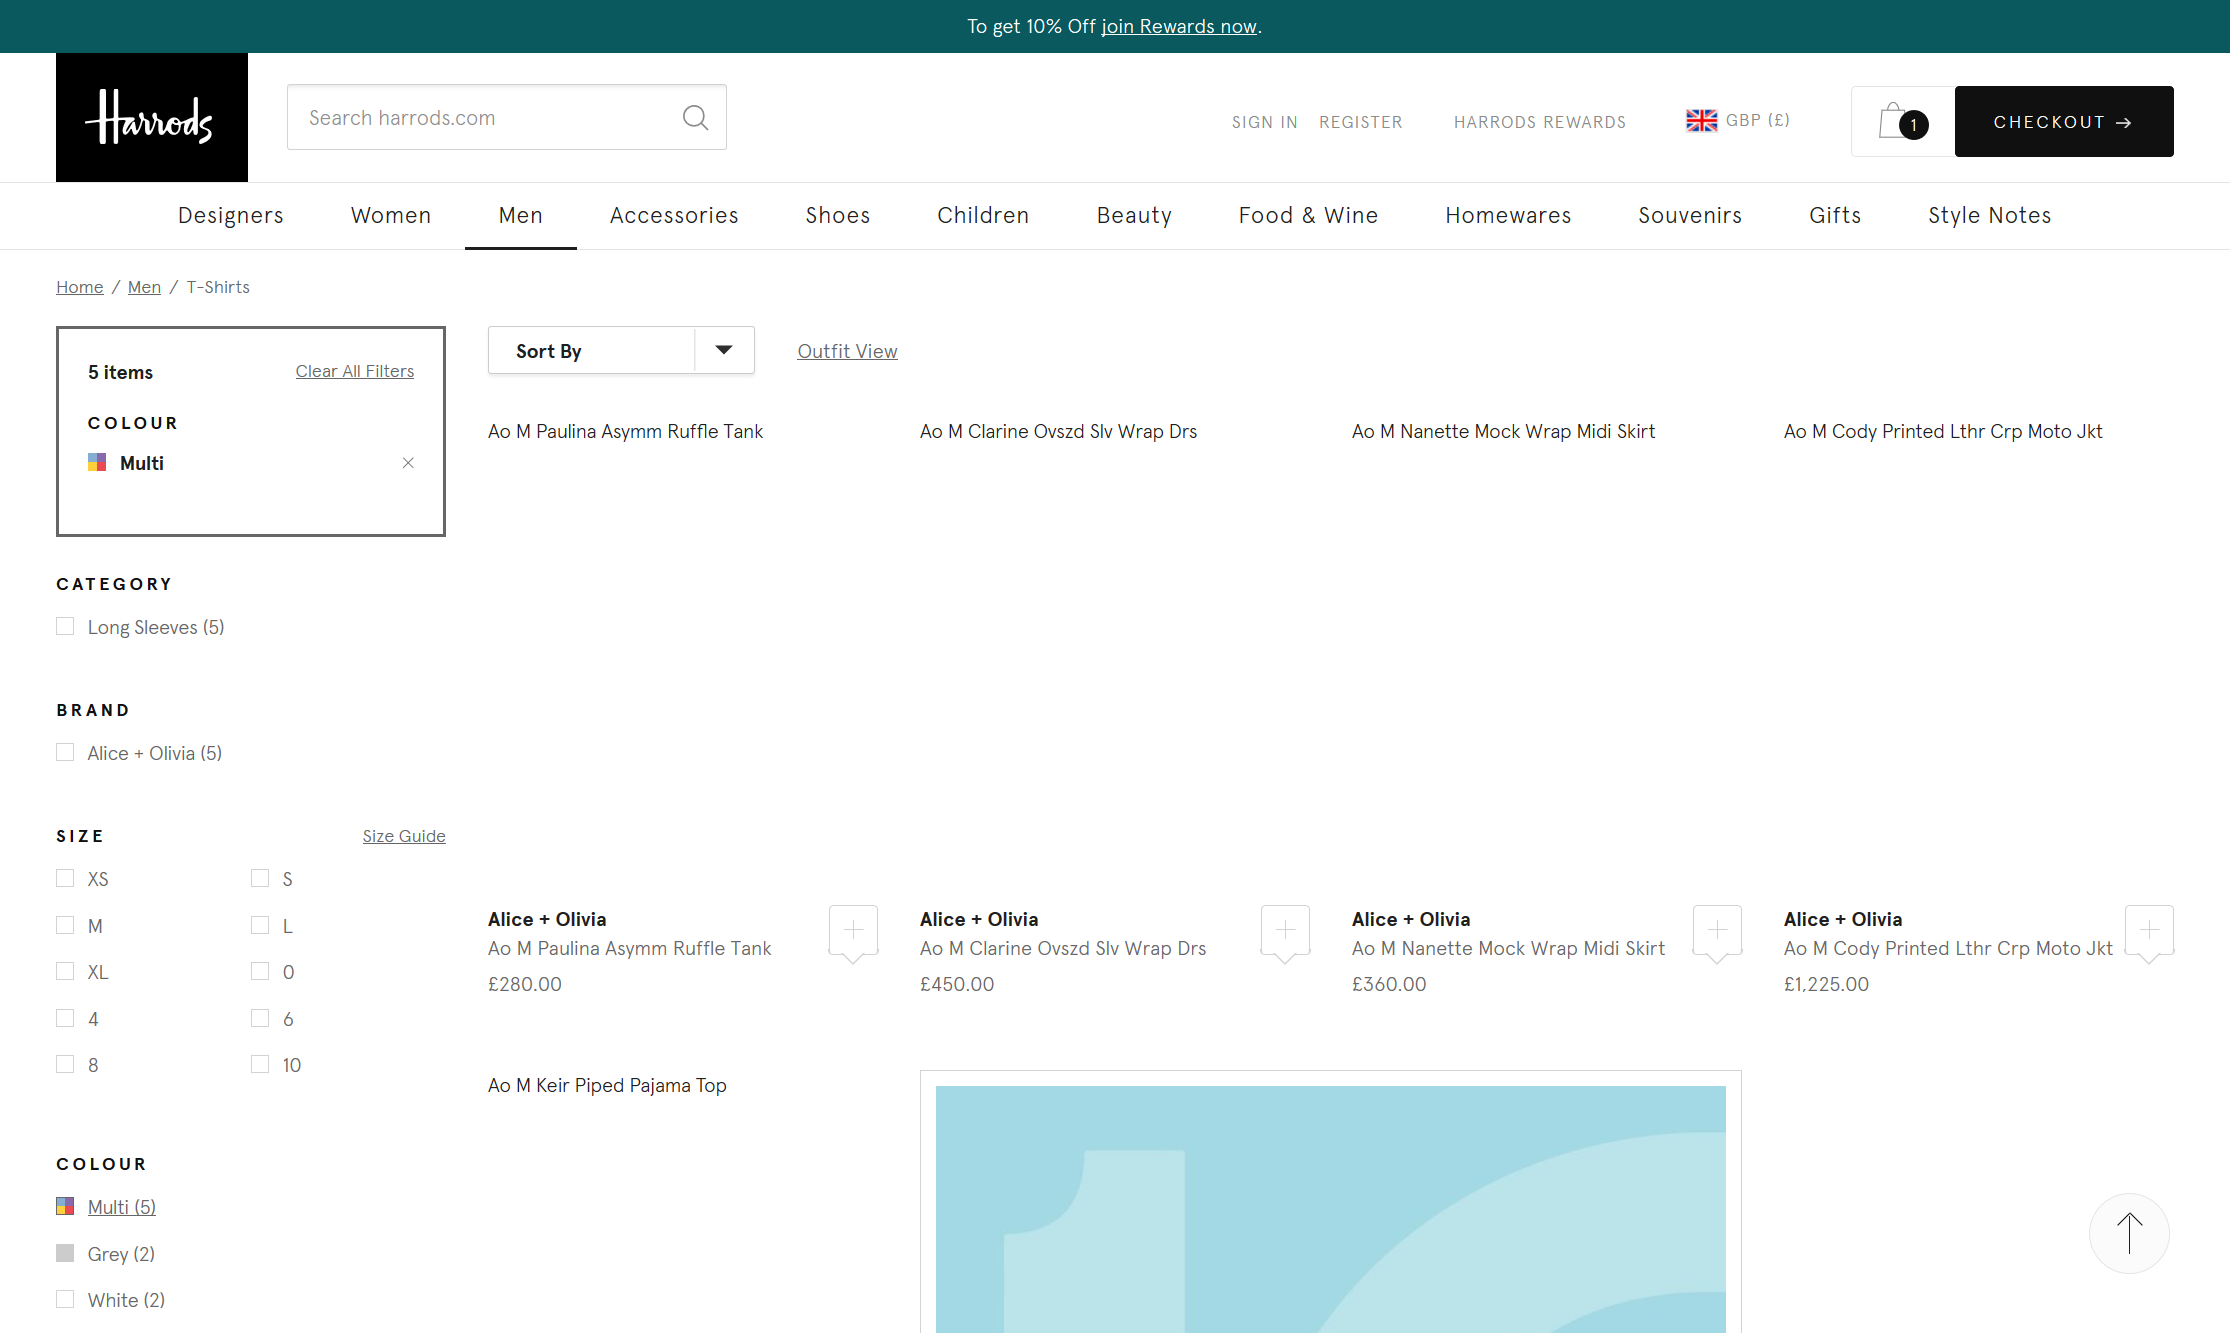 To get 10% Off join Rewards now.
Harrods
Search harrods.com
SIGN IN
REGISTER
HARRODS REWARDS
GBP (£)
1
CHECKOUT →
Designers
Women
Men
Accessories
Shoes
Children
Beauty
Food & Wine
Homewares
Souvenirs
Gifts
Style Notes
Home / Men / T-Shirts
5 items
Clear All Filters
COLOUR
Multi
CATEGORY
Long Sleeves (5)
BRAND
Alice + Olivia (5)
SIZE
Size Guide
XS
S
M
L
XL
0
4
6
8
10
COLOUR
Multi (5)
Grey (2)
White (2)
Sort By
Outfit View
Ao M Paulina Asymm Ruffle Tank
Ao M Clarine Ovszd Slv Wrap Drs
Ao M Nanette Mock Wrap Midi Skirt
Ao M Cody Printed Lthr Crp Moto Jkt
Alice + Olivia
Ao M Paulina Asymm Ruffle Tank
£280.00
Alice + Olivia
Ao M Clarine Ovszd Slv Wrap Drs
£450.00
Alice + Olivia
Ao M Nanette Mock Wrap Midi Skirt
£360.00
Alice + Olivia
Ao M Cody Printed Lthr Crp Moto Jkt
£1,225.00
Ao M Keir Piped Pajama Top